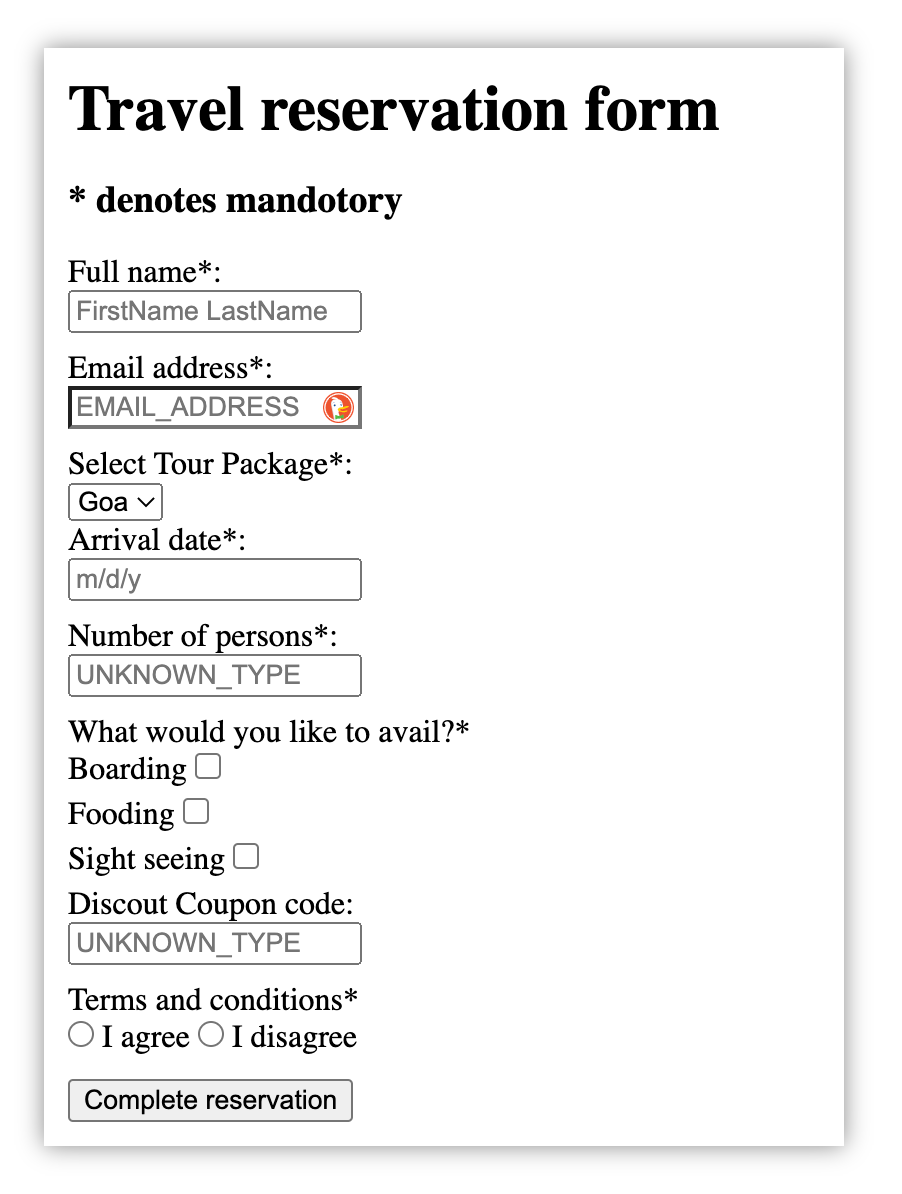 Travel reservation form
* denotes mandotory
Full name*:
FirstName LastName
Email address*:
EMAIL_ADDRESS
Select Tour Package*:
Goa
Arrival date*:
m/d/y
Number of persons*:
UNKNOWN_TYPE
What would you like to avail?*
Boarding
Fooding
Sight seeing
Discout Coupon code:
UNKNOWN_TYPE
Terms and conditions*
I agree I disagree
Complete reservation